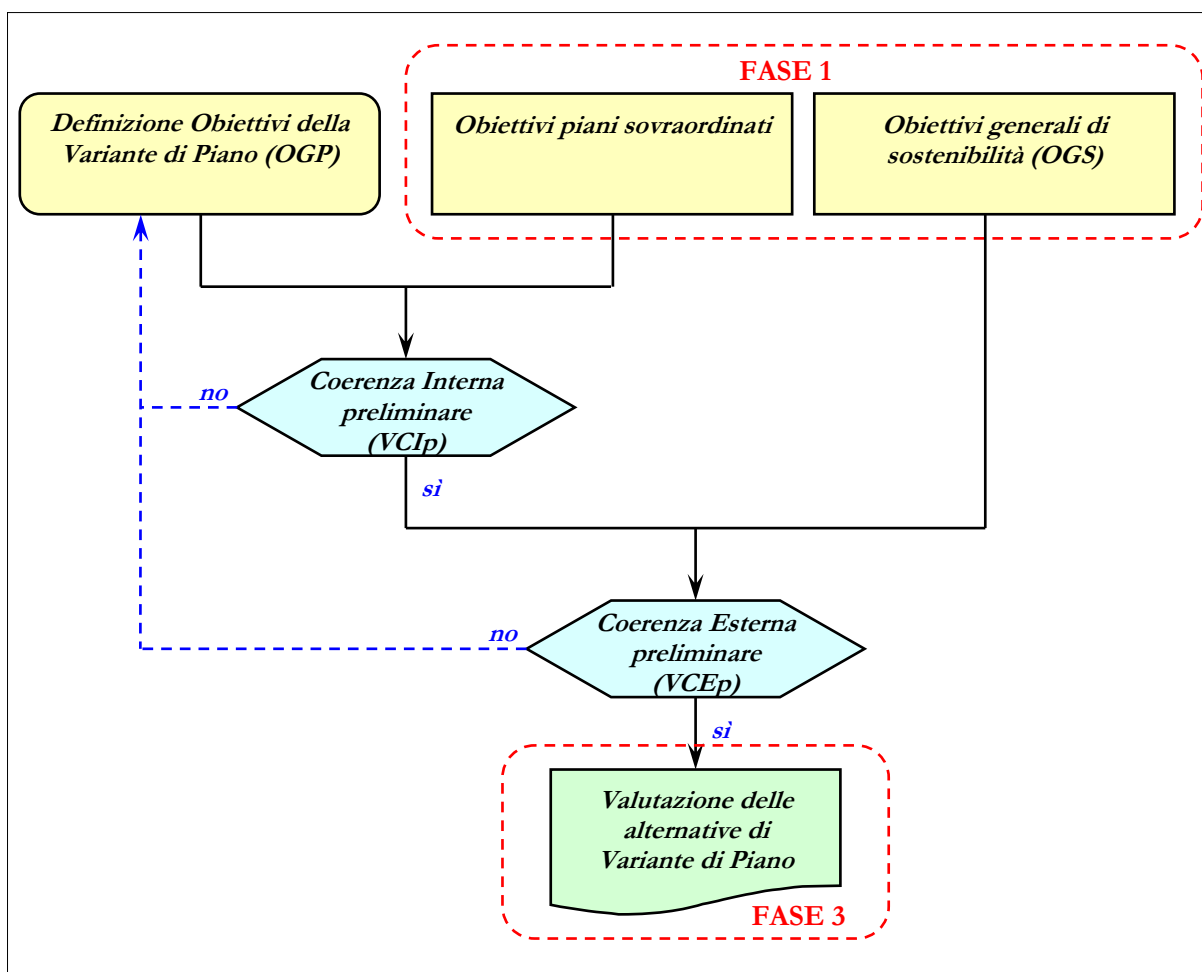 FASE 1
Definizione Obiettivi della
Variante di Piano (OGP)
Obiettivi piani sovraordinati
Obiettivi generali di
sostenibilità (OGS)
Coerenza Interna
preliminare
(VCIp)
no
sì
Coerenza Esterna
preliminare
(VCEp)
no
sì
Valutazione delle
alternative di
Variante di Piano
FASE 3